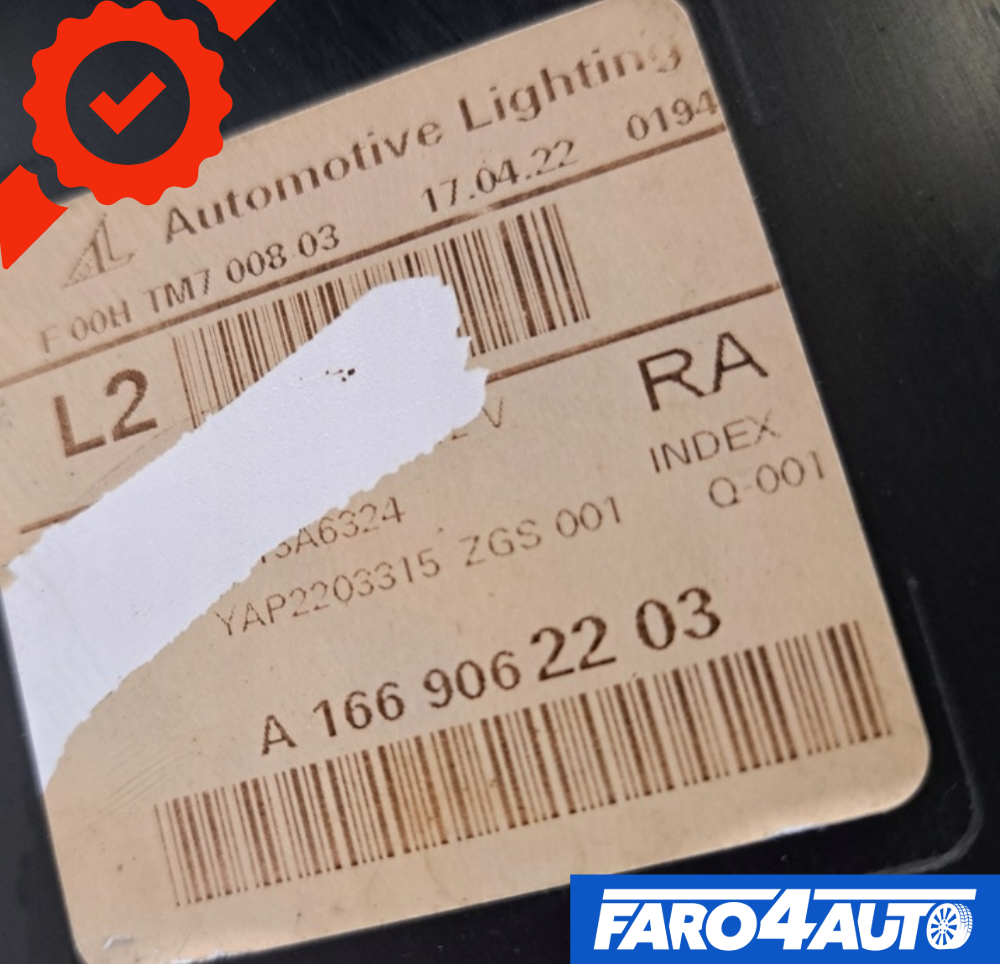 Automotive Lighting
F 00H TM7 008 03 17.04.22 0194
L2 RA
V
INDEX
Q-001
A6324
YAP2203315 ZGS 001
A 166 906 22 03
FARO4AUTO